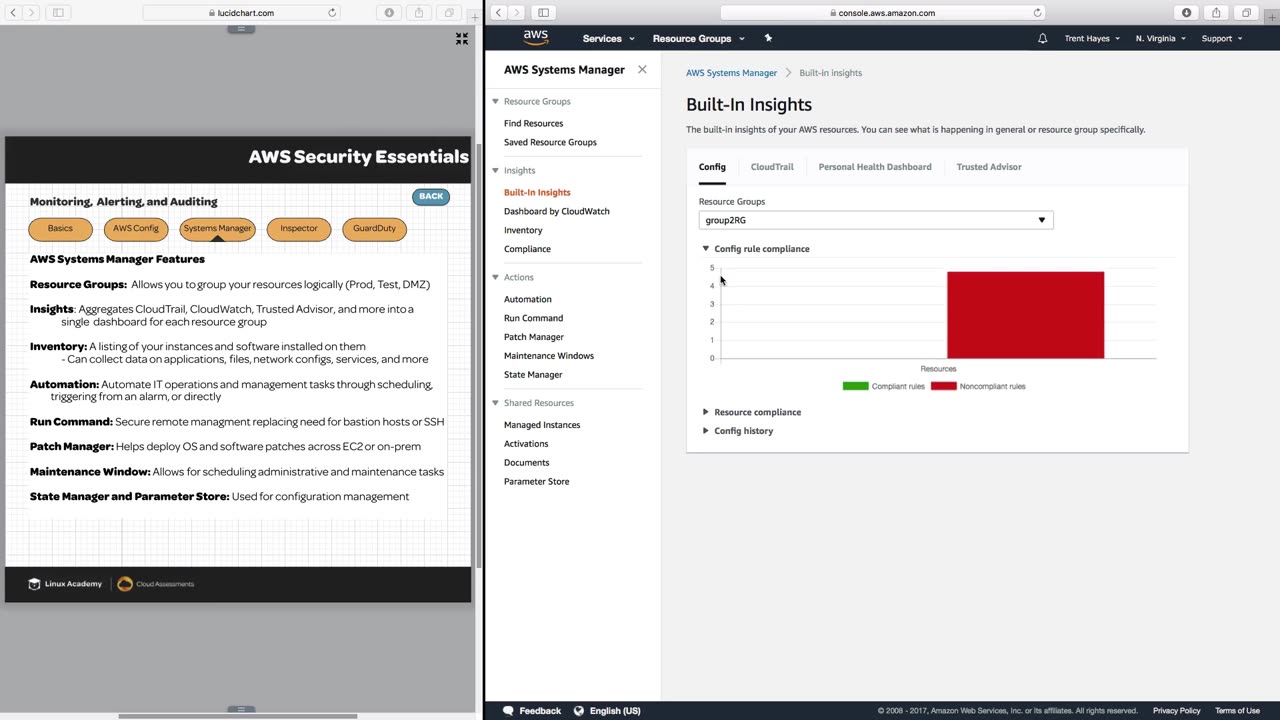 lucidchart.com
AWS Security Essentials
Monitoring, Alerting, and Auditing
BACK
Basics
AWS Config
Systems Manager
Inspector
GuardDuty
AWS Systems Manager Features
Resource Groups: Allows you to group your resources logically (Prod, Test, DMZ)
Insights: Aggregates CloudTrail, CloudWatch, Trusted Advisor, and more into a
single dashboard for each resource group
Inventory: A listing of your instances and software installed on them
- Can collect data on applications, files, network configs, services, and more
Automation: Automate IT operations and management tasks through scheduling,
triggering from an alarm, or directly
Run Command: Secure remote managment replacing need for bastion hosts or SSH
Patch Manager: Helps deploy OS and software patches across EC2 or on-prem
Maintenance Window: Allows for scheduling administrative and maintenance tasks
State Manager and Parameter Store: Used for configuration management
Linux Academy
Cloud Assessments
console.aws.amazon.com
aws
Services
Resource Groups
Trent Hayes
N. Virginia
Support
AWS Systems Manager
Resource Groups
Find Resources
Saved Resource Groups
Insights
Built-In Insights
Dashboard by CloudWatch
Inventory
Compliance
Actions
Automation
Run Command
Patch Manager
Maintenance Windows
State Manager
Shared Resources
Managed Instances
Activations
Documents
Parameter Store
AWS Systems Manager
Built-in insights
Built-In Insights
The built-in insights of your AWS resources. You can see what is happening in general or resource group specifically.
Config
CloudTrail
Personal Health Dashboard
Trusted Advisor
Resource Groups
group2RG
Config rule compliance
5
4
3
2
1
0
Resources
Compliant rules
Noncompliant rules
Resource compliance
Config history
Feedback
English (US)
© 2008 - 2017, Amazon Web Services, Inc. or its affiliates. All rights reserved.
Privacy Policy
Terms of Use